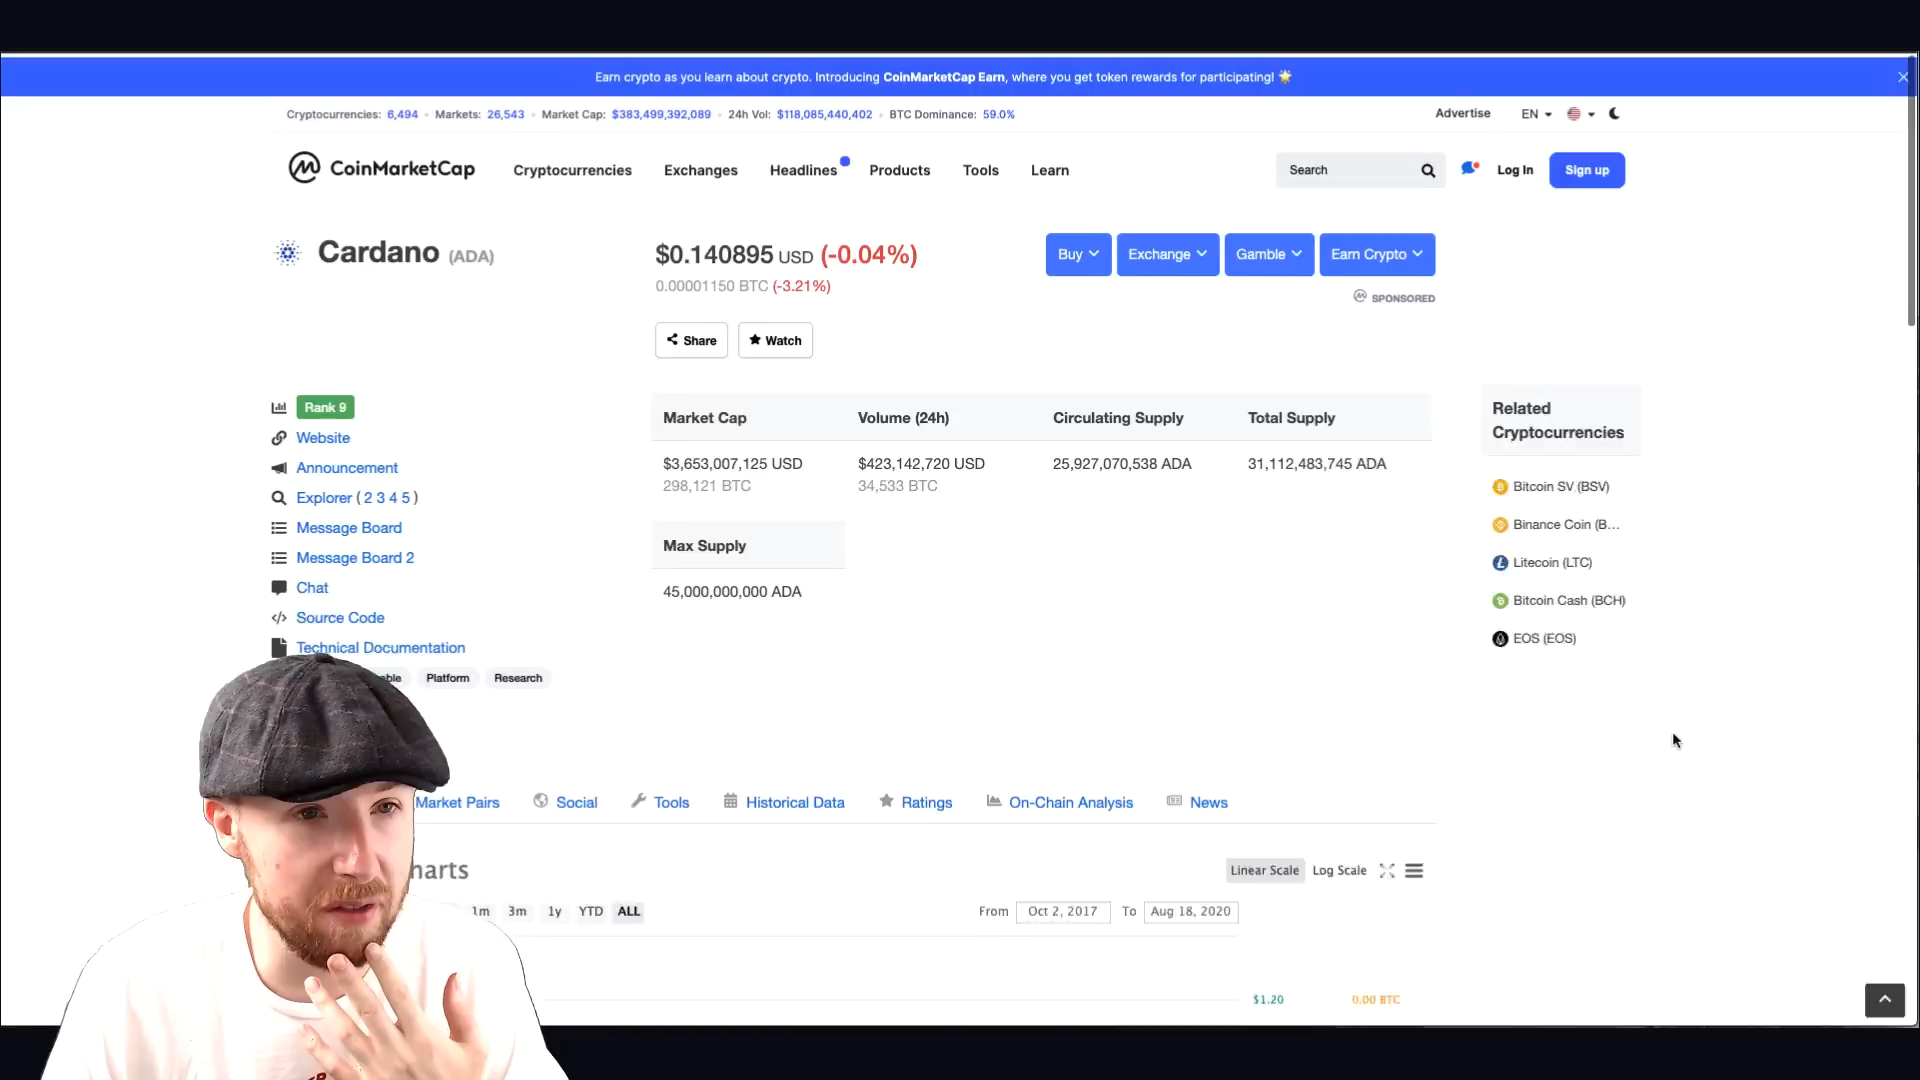 Earn crypto as you learn about crypto. Introducing CoinMarketCap Earn, where you get token rewards for participating! 🌟
Cryptocurrencies: 6,494 • Markets: 26,543 • Market Cap: $383,499,392,089 • 24h Vol: $118,085,440,402 • BTC Dominance: 59.0%
Advertise EN
CoinMarketCap Cryptocurrencies Exchanges Headlines Products Tools Learn Search Log In Sign up
Cardano (ADA)
$0.140895 USD (-0.04%)
0.00001150 BTC (-3.21%)
Buy Exchange Gamble Earn Crypto
SPONSORED
Share Watch
Rank 9
Website
Announcement
Explorer ( 2 3 4 5 )
Message Board
Message Board 2
Chat
Source Code
Technical Documentation
Platform Research
Market Cap Volume (24h) Circulating Supply Total Supply
$3,653,007,125 USD $423,142,720 USD 25,927,070,538 ADA 31,112,483,745 ADA
298,121 BTC 34,533 BTC
Max Supply
45,000,000,000 ADA
Related
Cryptocurrencies
Bitcoin SV (BSV)
Binance Coin (B...
Litecoin (LTC)
Bitcoin Cash (BCH)
EOS (EOS)
Market Pairs Social Tools Historical Data Ratings On-Chain Analysis News
harts
Linear Scale Log Scale
1m 3m 1y YTD ALL
From Oct 2, 2017 To Aug 18, 2020
$1.20 0.00 BTC